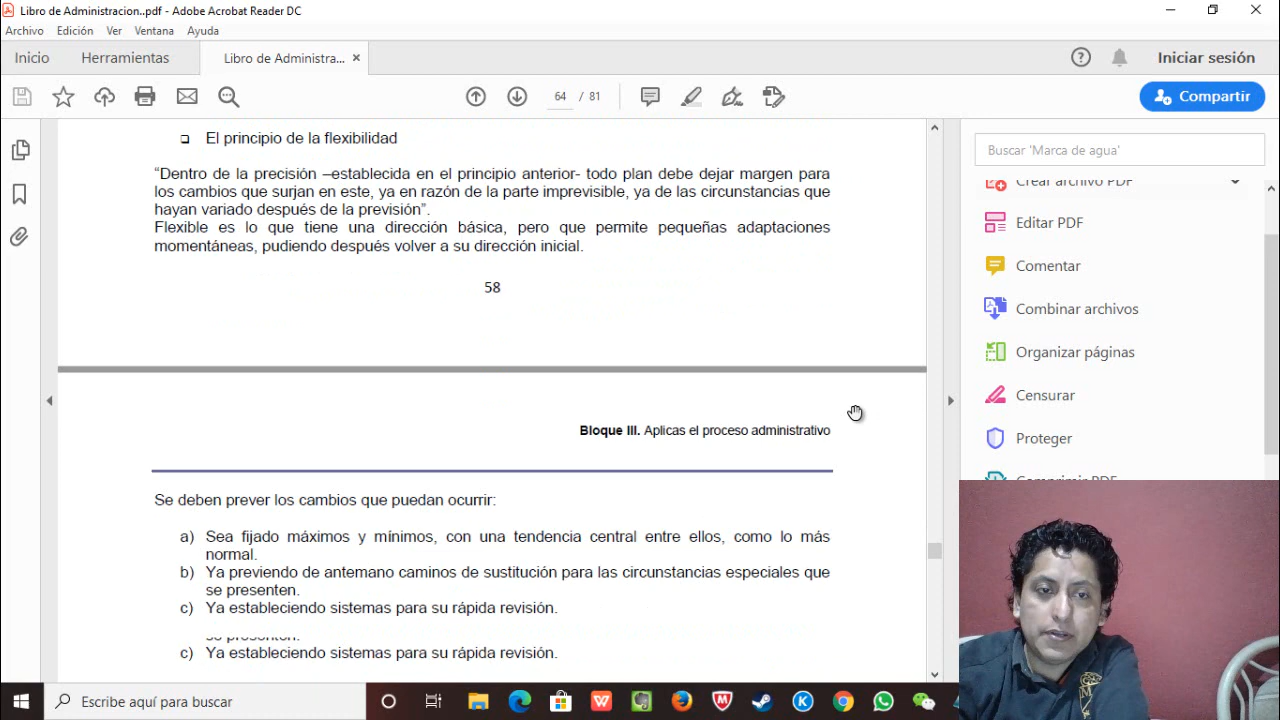 Libro de Administracion..pdf - Adobe Acrobat Reader DC
Archivo Edición Ver Ventana Ayuda
Inicio Herramientas Libro de Administra... Iniciar sesión
64 / 81 Compartir
El principio de la flexibilidad
“Dentro de la precisión –establecida en el principio anterior- todo plan debe dejar margen para
los cambios que surjan en este, ya en razón de la parte imprevisible, ya de las circunstancias que
hayan variado después de la previsión”.
Flexible es lo que tiene una dirección básica, pero que permite pequeñas adaptaciones
momentáneas, pudiendo después volver a su dirección inicial.
58
Bloque III. Aplicas el proceso administrativo
Se deben prever los cambios que puedan ocurrir:
a) Sea fijado máximos y mínimos, con una tendencia central entre ellos, como lo más
normal.
b) Ya previendo de antemano caminos de sustitución para las circunstancias especiales que
se presenten.
c) Ya estableciendo sistemas para su rápida revisión.
se presenten.
c) Ya estableciendo sistemas para su rápida revisión.
Buscar 'Marca de agua'
Crear archivo PDF
Editar PDF
Comentar
Combinar archivos
Organizar páginas
Censurar
Proteger
Comprimir PDF
Escribe aquí para buscar